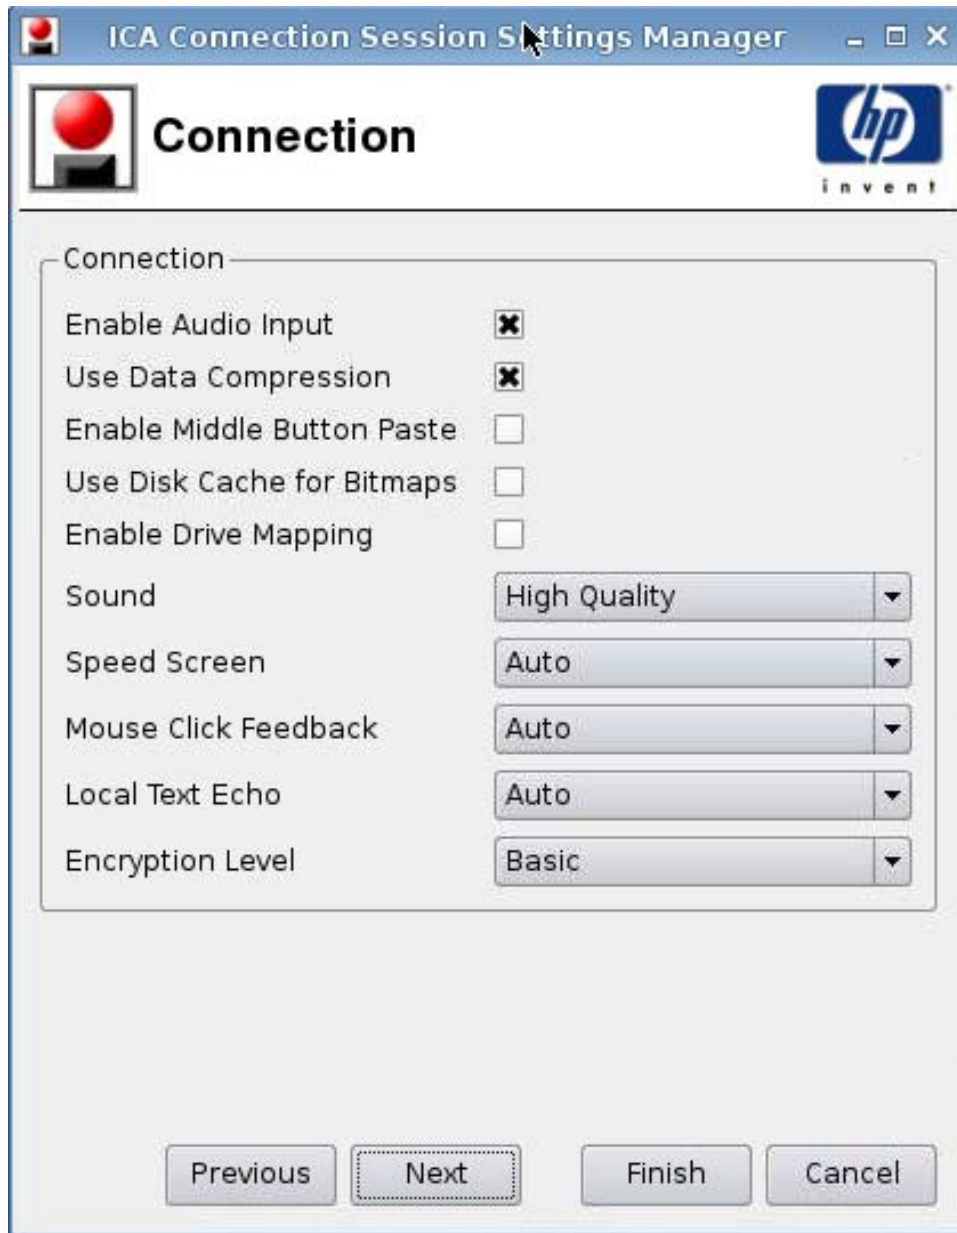 ICA Connection Session Settings Manager
Connection
hp
invent
Connection
Enable Audio Input
Use Data Compression
Enable Middle Button Paste
Use Disk Cache for Bitmaps
Enable Drive Mapping
Sound High Quality
Speed Screen Auto
Mouse Click Feedback Auto
Local Text Echo Auto
Encryption Level Basic
Previous Next Finish Cancel